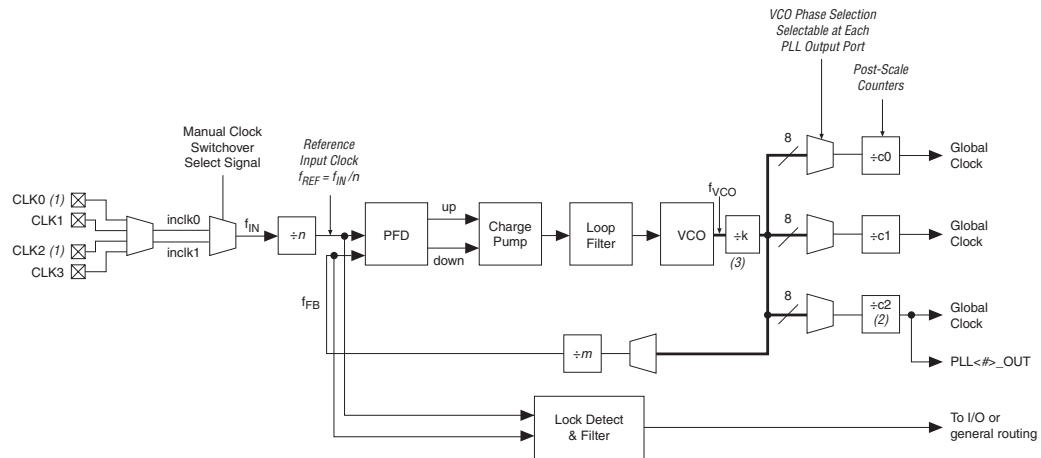 VCO Phase Selection
Selectable at Each
PLL Output Port
Post-Scale
Counters
Manual Clock
Switchover
Select Signal
Reference
Input Clock
fREF = fIN /n
CLK0 (1)
CLK1
CLK2 (1)
CLK3
inclk0
inclk1
fIN
÷n
PFD
up
down
Charge
Pump
Loop
Filter
VCO
fVCO
÷k
(3)
8
÷c0
Global
Clock
8
÷c1
Global
Clock
8
÷c2
(2)
Global
Clock
PLL<#>_OUT
fFB
÷m
Lock Detect
& Filter
To I/O or
general routing